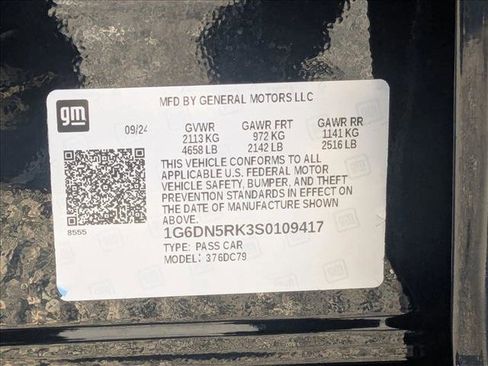 gm
MFD BY GENERAL MOTORS LLC
09/24 GVWR GAWR FRT GAWR RR
2113 KG 972 KG 1141 KG
4658 LB 2142 LB 2516 LB
THIS VEHICLE CONFORMS TO ALL
APPLICABLE U.S. FEDERAL MOTOR
VEHICLE SAFETY, BUMPER, AND THEFT
PREVENTION STANDARDS IN EFFECT ON
THE DATE OF MANUFACTURE SHOWN
ABOVE.
8555
1G6DN5RK3S0109417
TYPE: PASS CAR
MODEL: 376DC79